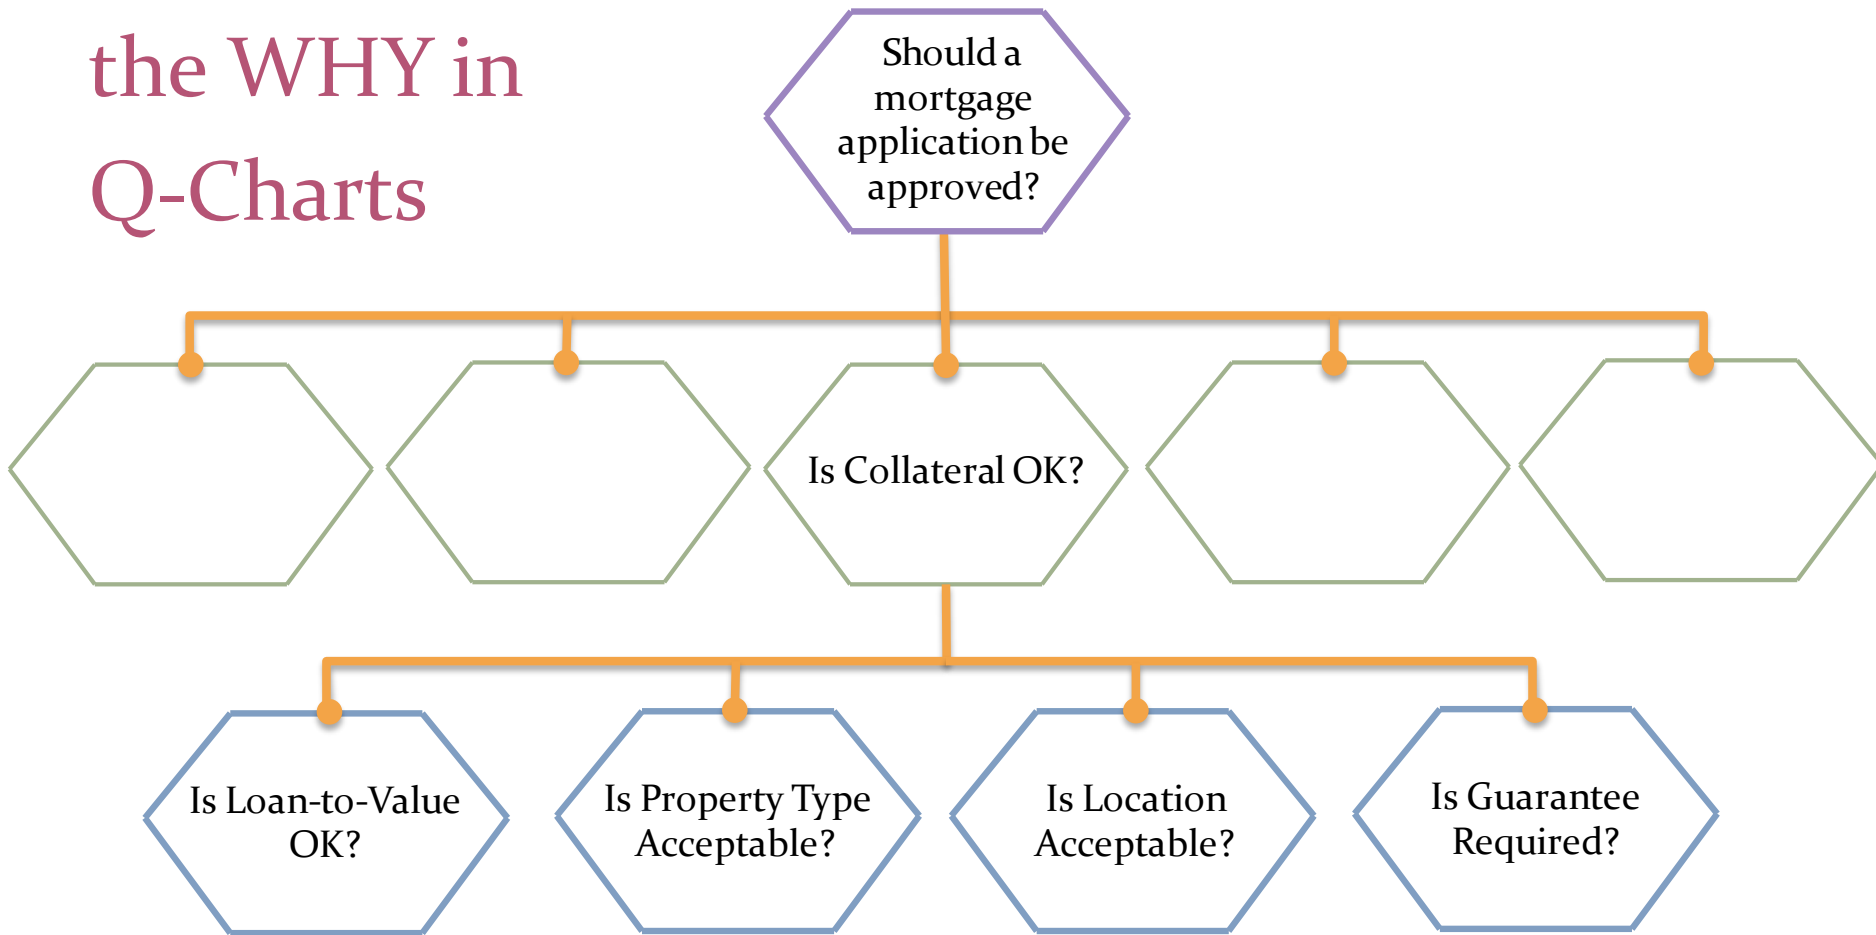 the WHY in
Q-Charts
Should a
mortgage
application be
approved?
Is Collateral OK?
Is Loan-to-Value
OK?
Is Property Type
Acceptable?
Is Location
Acceptable?
Is Guarantee
Required?